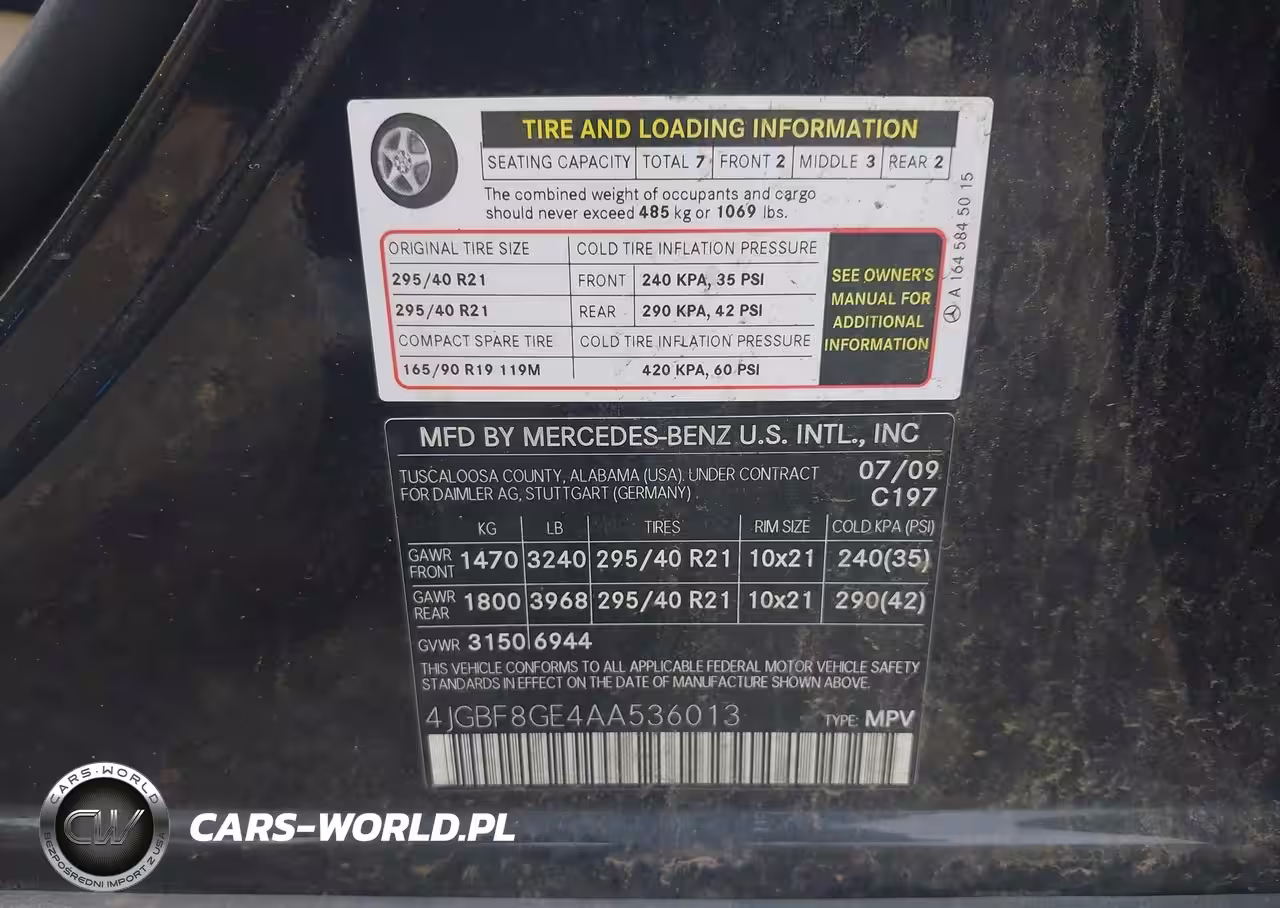 TIRE AND LOADING INFORMATION
SEATING CAPACITY TOTAL 7 FRONT 2 MIDDLE 3 REAR 2
The combined weight of occupants and cargo
should never exceed 485 kg or 1069 lbs.
ORIGINAL TIRE SIZE COLD TIRE INFLATION PRESSURE
295/40 R21 FRONT 240 KPA, 35 PSI
295/40 R21 REAR 290 KPA, 42 PSI
COMPACT SPARE TIRE COLD TIRE INFLATION PRESSURE
165/90 R19 119M 420 KPA, 60 PSI
SEE OWNER'S
MANUAL FOR
ADDITIONAL
INFORMATION
A 164 584 50 15
MFD BY MERCEDES-BENZ U.S. INTL., INC
TUSCALOOSA COUNTY, ALABAMA (USA) UNDER CONTRACT
FOR DAIMLER AG, STUTTGART (GERMANY)
07/09
C197
KG LB TIRES RIM SIZE COLD KPA (PSI)
GAWR FRONT 1470 3240 295/40 R21 10x21 240(35)
GAWR REAR 1800 3968 295/40 R21 10x21 290(42)
GVWR 3150 6944
THIS VEHICLE CONFORMS TO ALL APPLICABLE FEDERAL MOTOR VEHICLE SAFETY
STANDARDS IN EFFECT ON THE DATE OF MANUFACTURE SHOWN ABOVE.
4JGBF8GE4AA536013 TYPE: MPV
CARS-WORLD
CW
BEZPOŚREDNI IMPORT Z USA
CARS-WORLD.PL